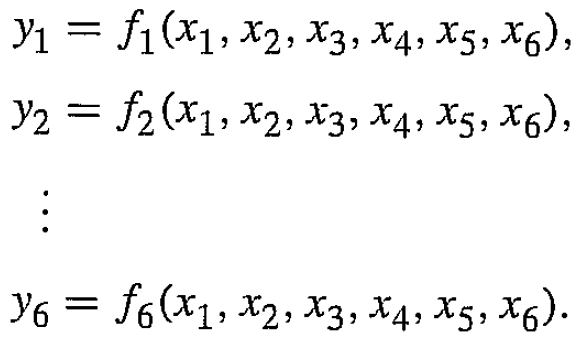 y₁ = f₁(x₁, x₂, x₃, x₄, x₅, x₆),
y₂ = f₂(x₁, x₂, x₃, x₄, x₅, x₆),
⋮
y₆ = f₆(x₁, x₂, x₃, x₄, x₅, x₆).